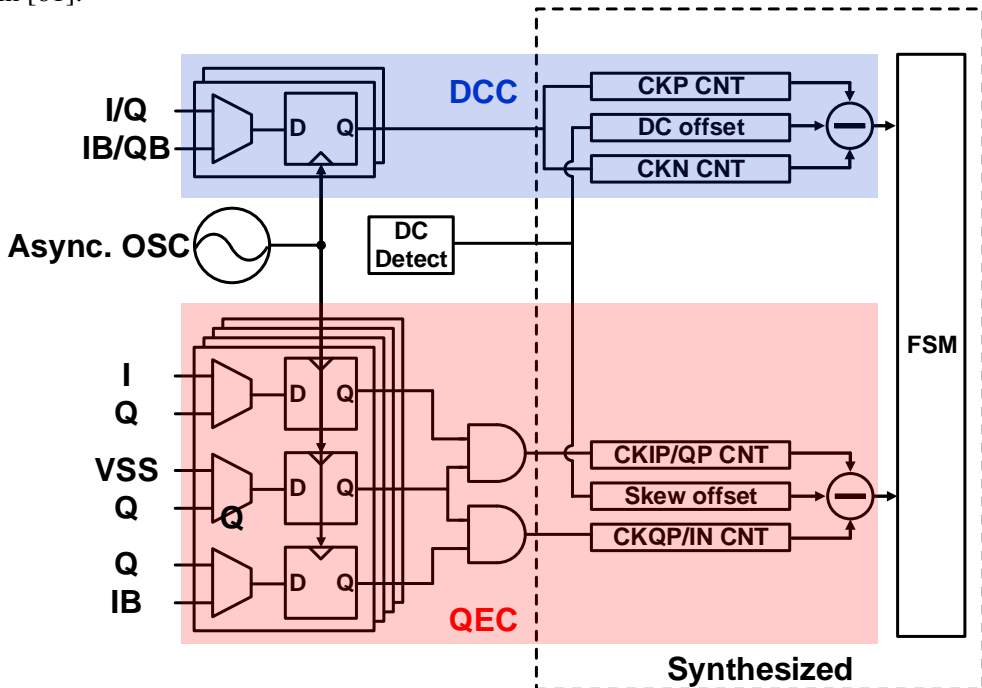 DCC
CKP CNT
I/Q
D Q
DC offset
IB/QB
CKN CNT
Async. OSC
DC
Detect
FSM
I
D Q
Q
VSS
CKIP/QP CNT
D Q
Skew offset
Q
Q
CKQP/IN CNT
Q
D Q
IB
QEC
Synthesized